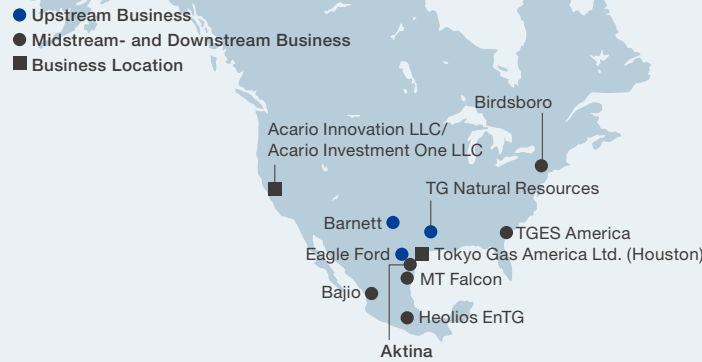 Upstream Business
Midstream- and Downstream Business
Business Location
Birdsboro
Acario Innovation LLC/
Acario Investment One LLC
TG Natural Resources
Barnett
TGES America
Eagle Ford
Tokyo Gas America Ltd. (Houston)
MT Falcon
Bajio
Heolios EnTG
Aktina